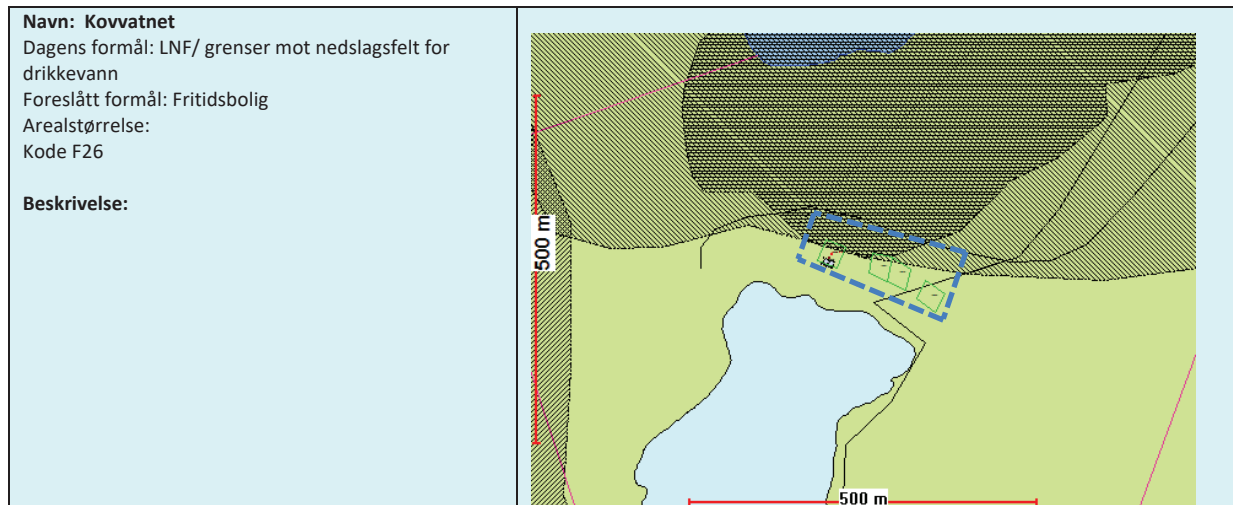 Navn: Kovvatnet
Dagens formål: LNF/ grenser mot nedslagsfelt for
drikkevann
Foreslått formål: Fritidsbolig
Arealstørrelse:
Kode F26
Beskrivelse:
500 m
500 m